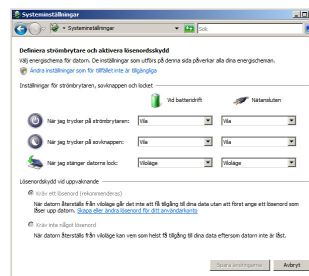 Systeminställningar
Systeminställningar
Sök
Definiera strömbrytare och aktivera lösenordsskydd
Välj energischema för datorn. De inställningar som utförs på denna sida påverkar alla dina energischeman.
Ändra inställningar som för tillfället inte är tillgängliga
Inställningar för strömbrytaren, sovknappen och locket
Vid batteridrift Nätansluten
När jag trycker på strömbrytaren: Vila Vila
När jag trycker på sovknappen: Vila Vila
När jag stänger datorns lock: Viloläge Viloläge
Lösenordsskydd vid uppvaknande
Kräv ett lösenord (rekommenderas)
När datorn återställs från viloläge går det inte att få tillgång till dina data utan att först ange ett lösenord som
låser upp datorn. Skapa eller ändra lösenord för ditt användarkonto
Kräv inte något lösenord
När datorn återställs från viloläge kan vem som helst få tillgång till dina data eftersom datorn inte är låst.
Spara ändringarna Avbryt